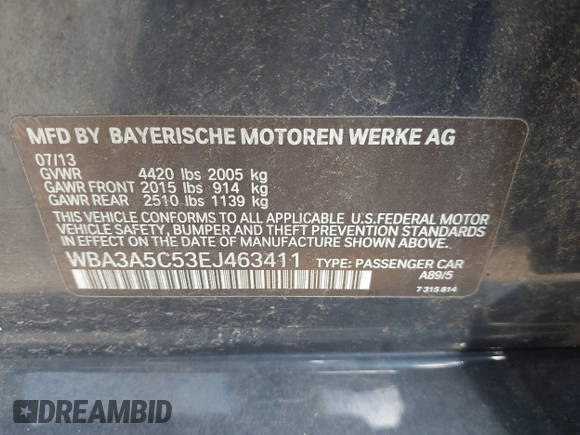 MFD BY BAYERISCHE MOTOREN WERKE AG
07/13
GVWR 4420 lbs 2005 kg
GAWR FRONT 2015 lbs 914 kg
GAWR REAR 2510 lbs 1139 kg
THIS VEHICLE CONFORMS TO ALL APPLICABLE U.S.FEDERAL MOTOR
VEHICLE SAFETY, BUMPER AND THEFT PREVENTION STANDARDS
IN EFFECT ON THE DATE OF MANUFACTURE SHOWN ABOVE.
WBA3A5C53EJ463411 TYPE: PASSENGER CAR
A89/5
7 315 814
DREAMBID